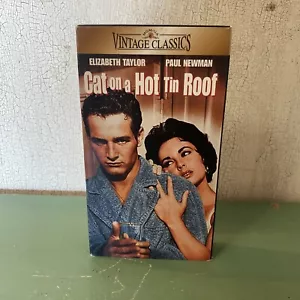 VINTAGE CLASSICS
ELIZABETH TAYLOR PAUL NEWMAN
Cat on a Hot Tin Roof